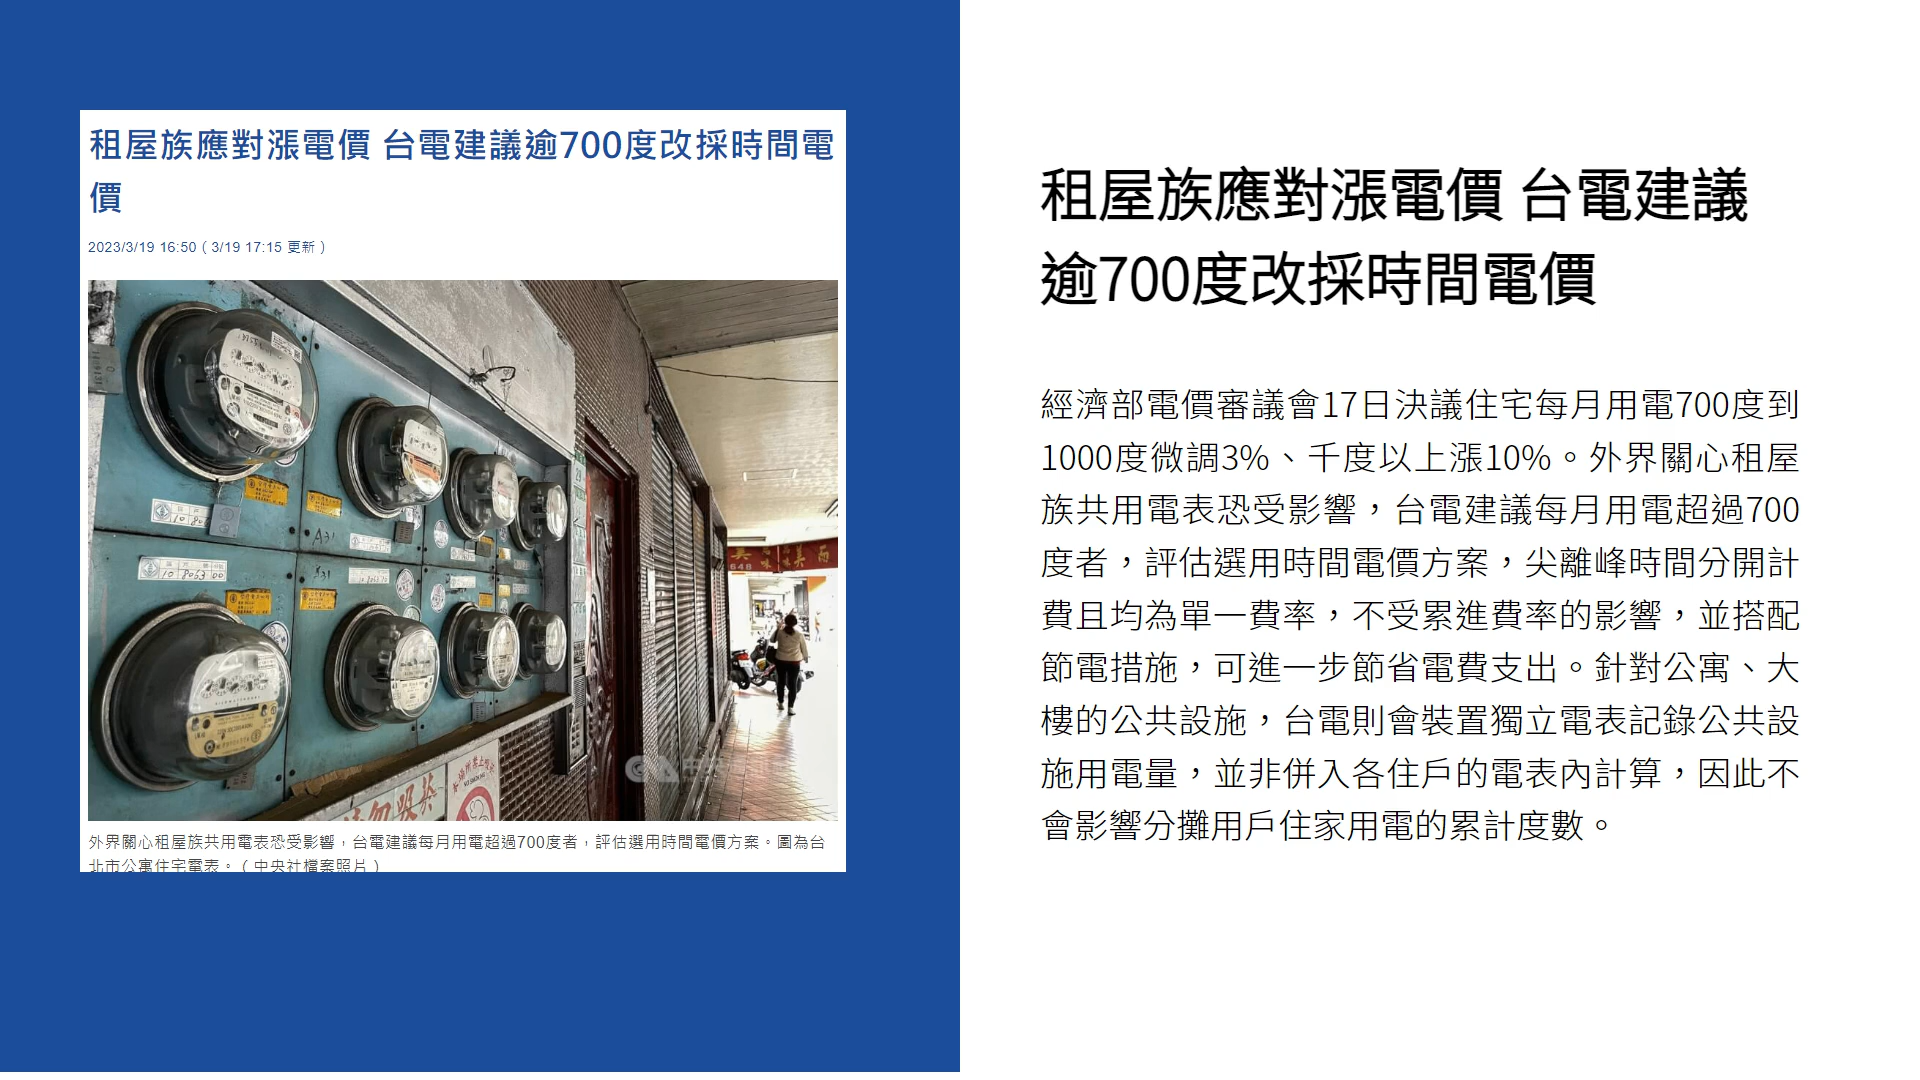 租屋族應對漲電價 台電建議逾700度改採時間電
價
2023/3/19 16:50（3/19 17:15 更新）
外界關心租屋族共用電表恐受影響，台電建議每月用電超過700度者，評估選用時間電價方案。圖為台
北市公寓住宅電表。（中央社檔案照片）
租屋族應對漲電價 台電建議
逾700度改採時間電價
經濟部電價審議會17日決議住宅每月用電700度到
1000度微調3%、千度以上漲10%。外界關心租屋
族共用電表恐受影響，台電建議每月用電超過700
度者，評估選用時間電價方案，尖離峰時間分開計
費且均為單一費率，不受累進費率的影響，並搭配
節電措施，可進一步節省電費支出。針對公寓、大
樓的公共設施，台電則會裝置獨立電表記錄公共設
施用電量，並非併入各住戶的電表內計算，因此不
會影響分攤用戶住家用電的累計度數。